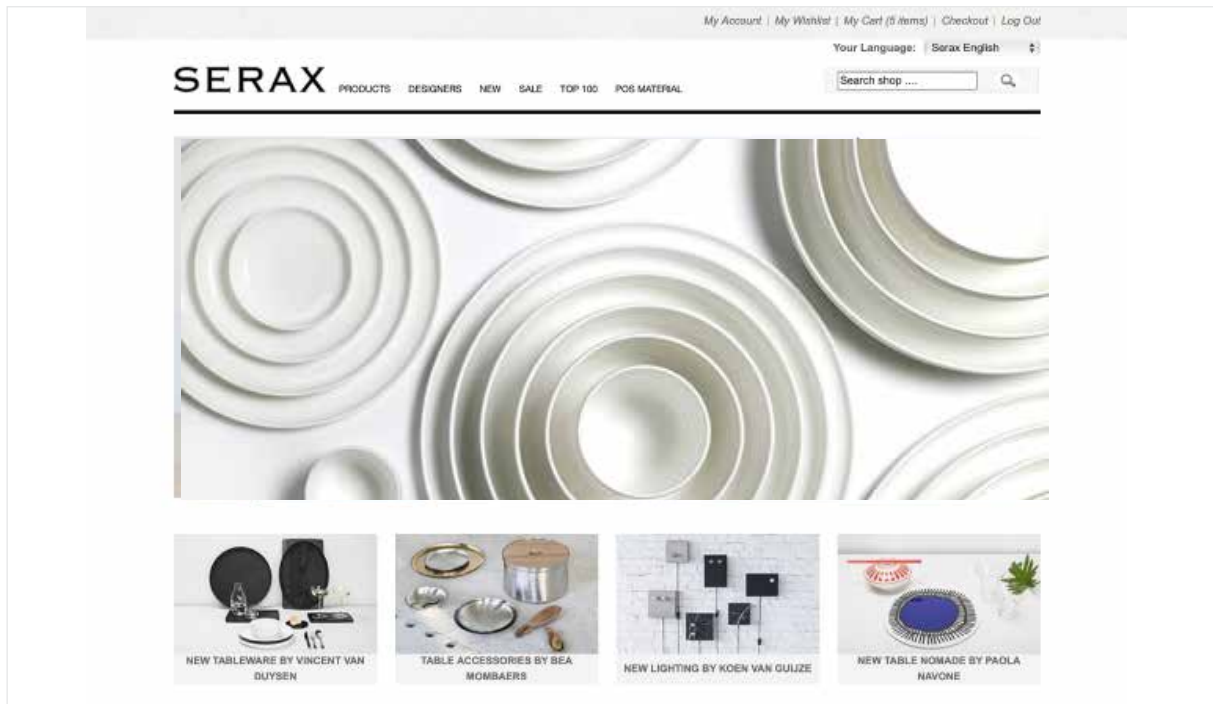 My Account | My Wishlist | My Cart (5 items) | Checkout | Log Out
Your Language: Serax English
SERAX PRODUCTS DESIGNERS NEW SALE TOP 100 POS MATERIAL
Search shop ....
NEW TABLEWARE BY VINCENT VAN
DUYSEN
TABLE ACCESSORIES BY BEA
MOMBAERS
NEW LIGHTING BY KOEN VAN GUIJZE
NEW TABLE NOMADE BY PAOLA
NAVONE